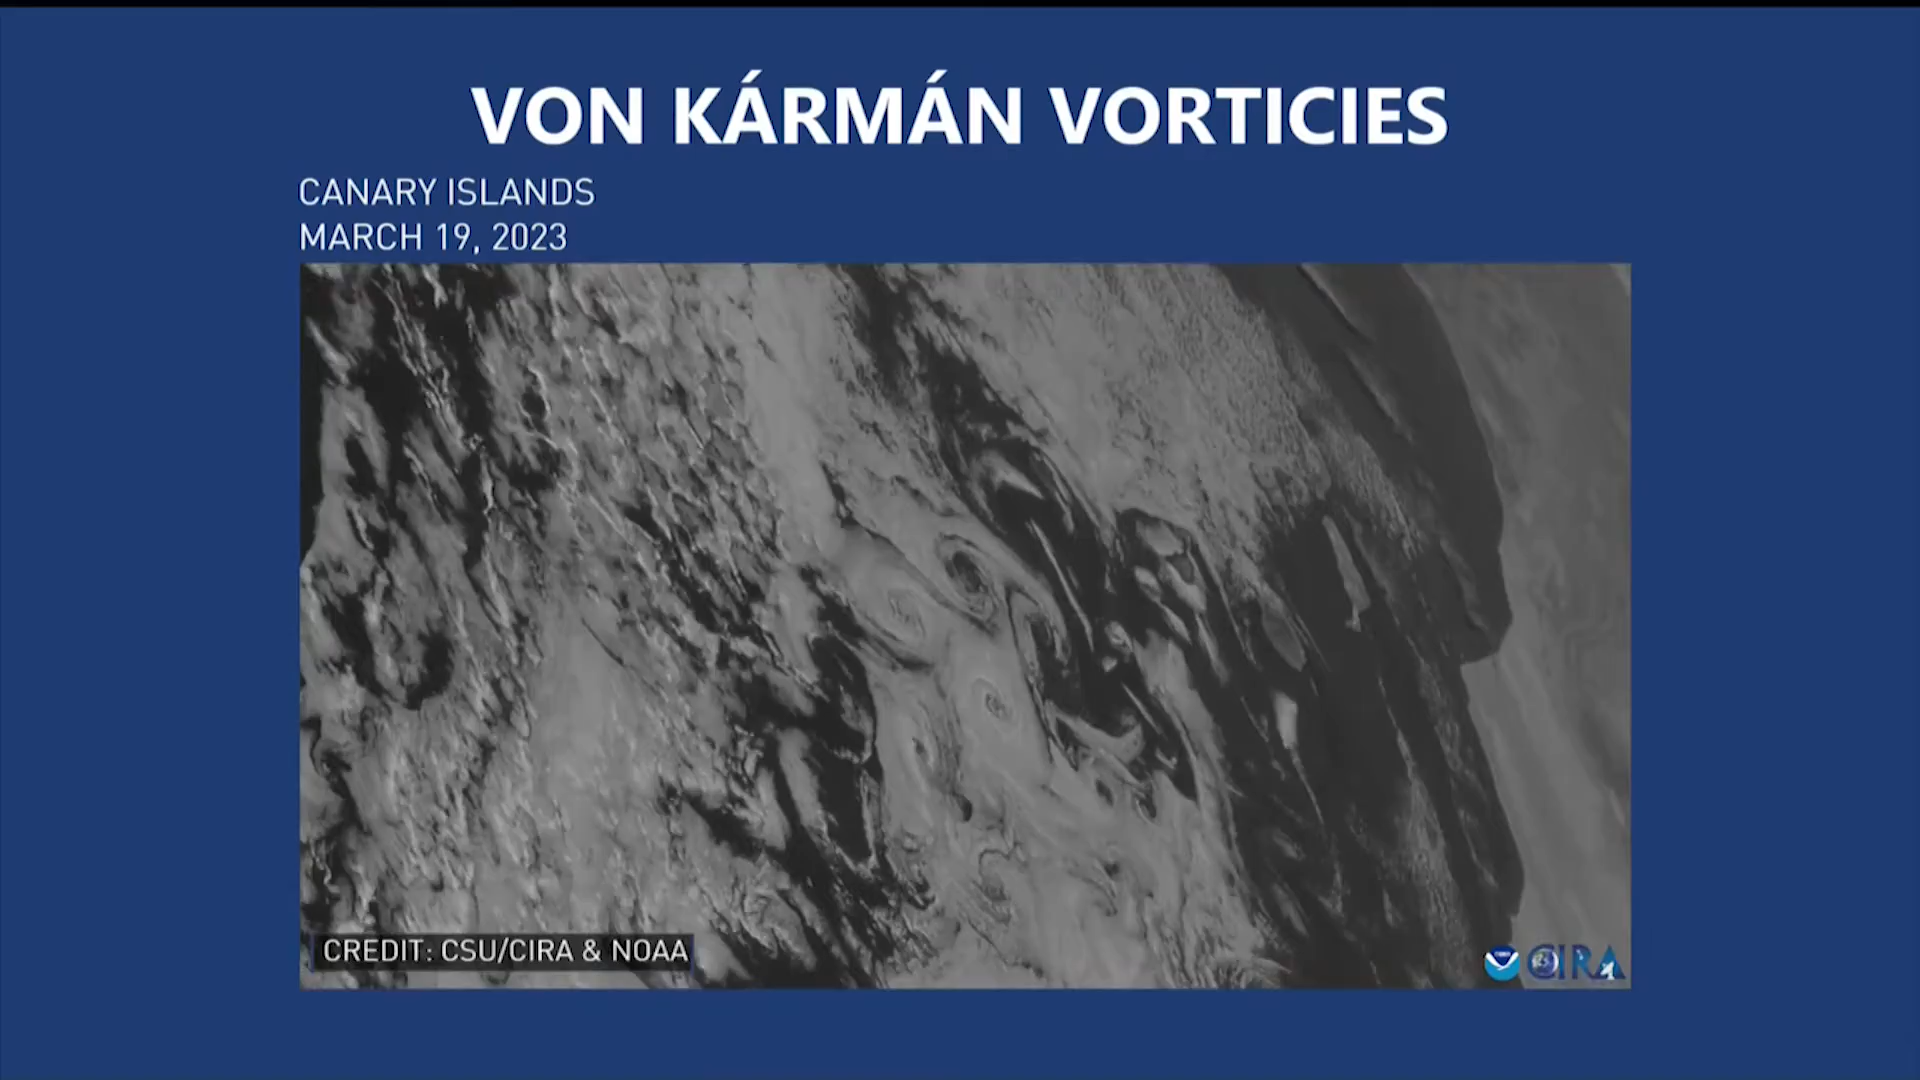 VON KÁRMÁN VORTICIES
CANARY ISLANDS
MARCH 19, 2023
CREDIT: CSU/CIRA & NOAA
CIRA